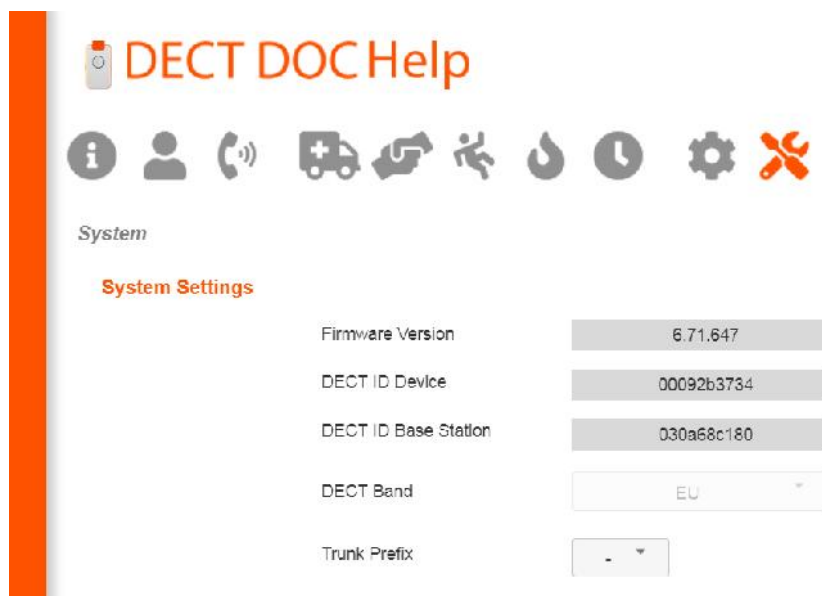 DECT DOC Help
System
System Settings
Firmware Version 6.71.647
DECT ID Device 00092b3734
DECT ID Base Station 030a68c180
DECT Band EU
Trunk Prefix -